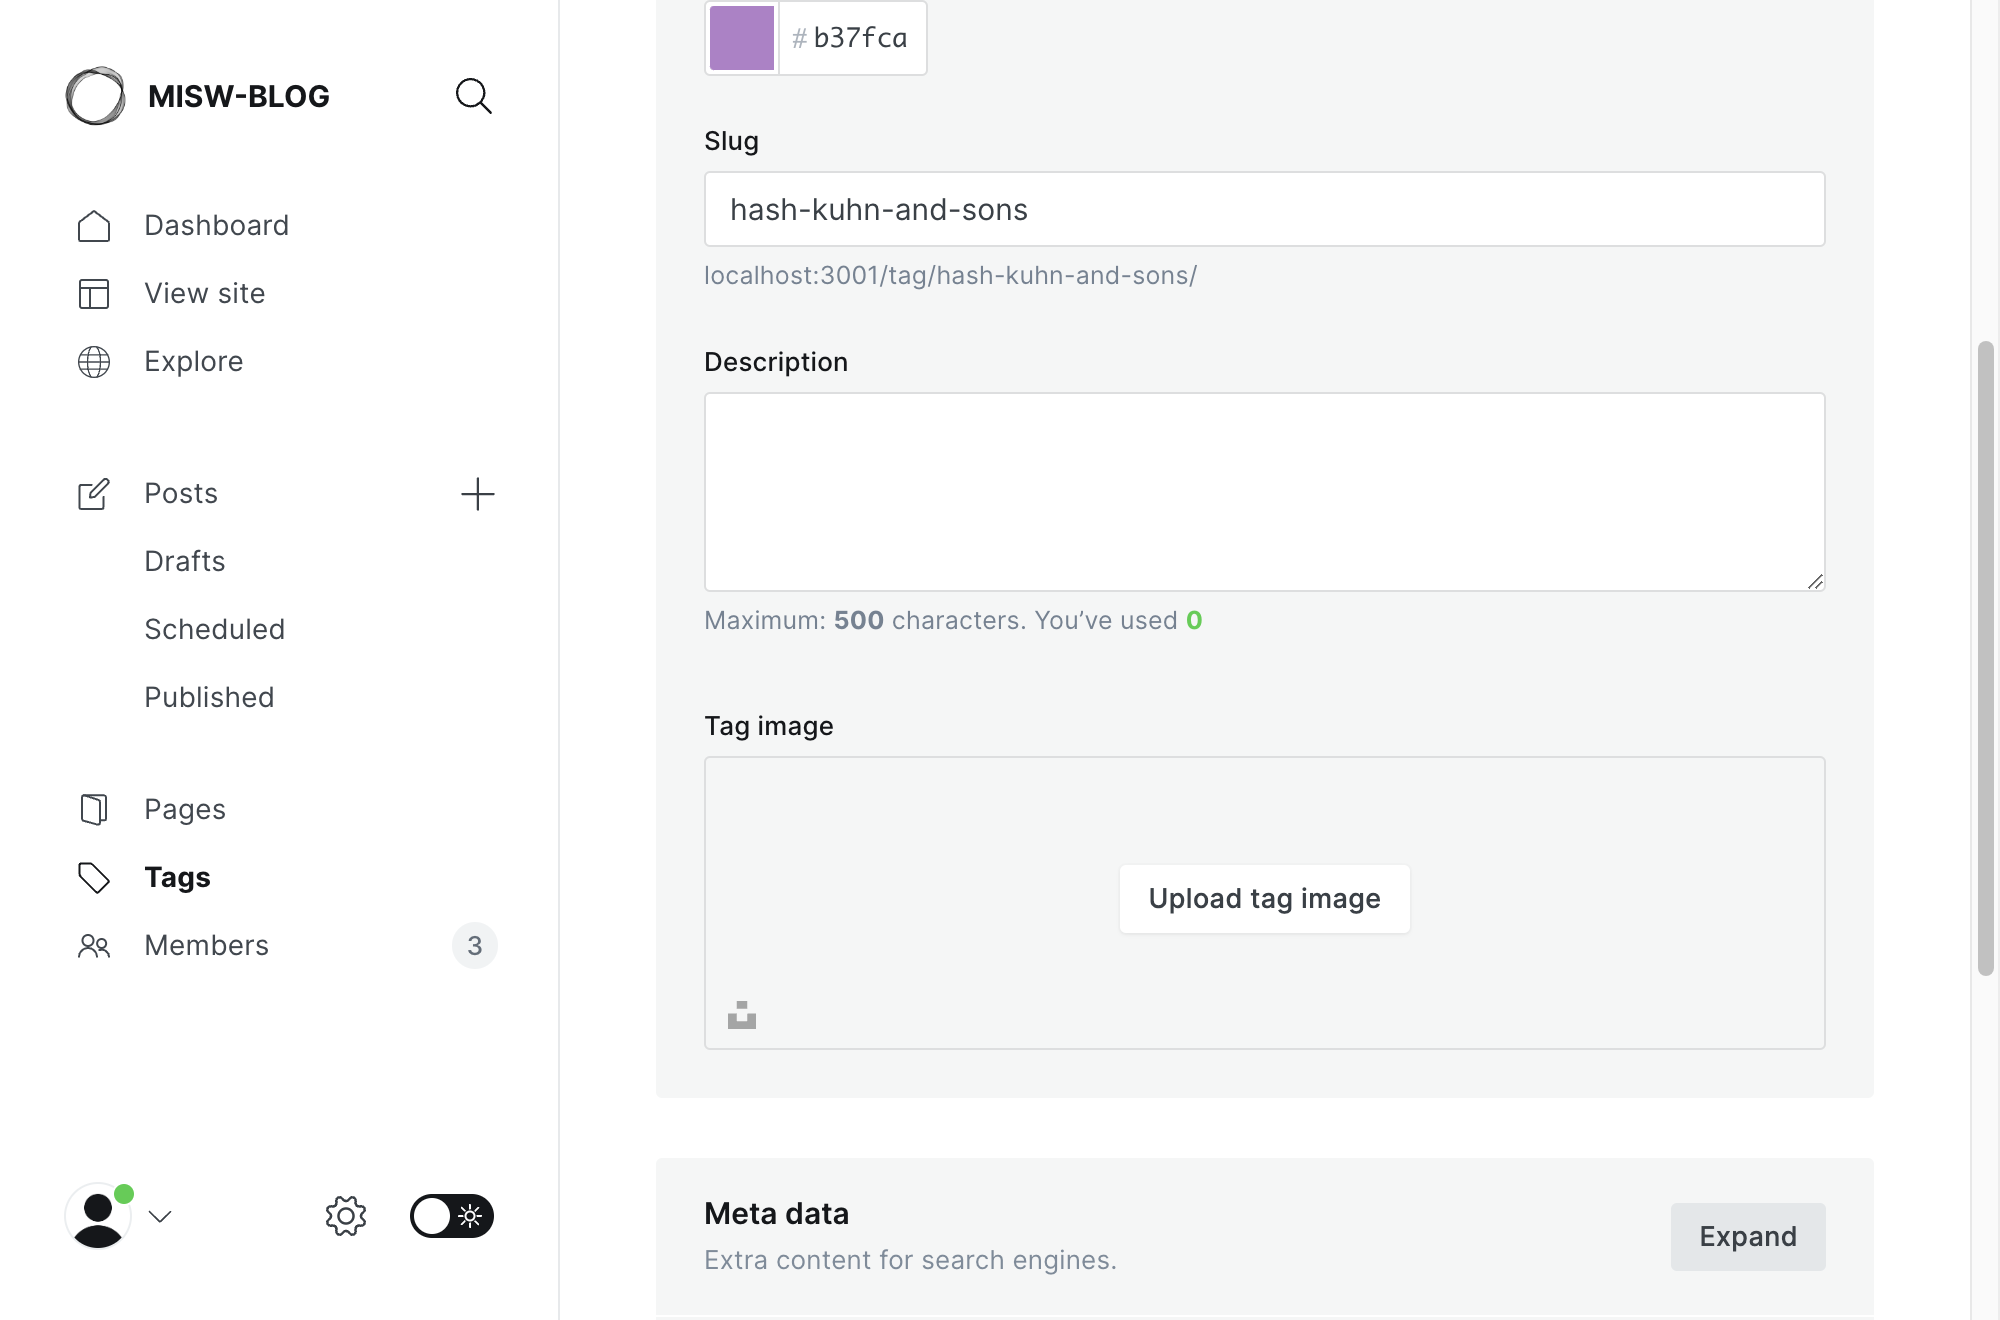 MISW-BLOG
Dashboard
View site
Explore
Posts
Drafts
Scheduled
Published
Pages
Tags
Members 3
#b37fca
Slug
hash-kuhn-and-sons
localhost:3001/tag/hash-kuhn-and-sons/
Description
Maximum: 500 characters. You’ve used 0
Tag image
Upload tag image
Meta data
Extra content for search engines.
Expand